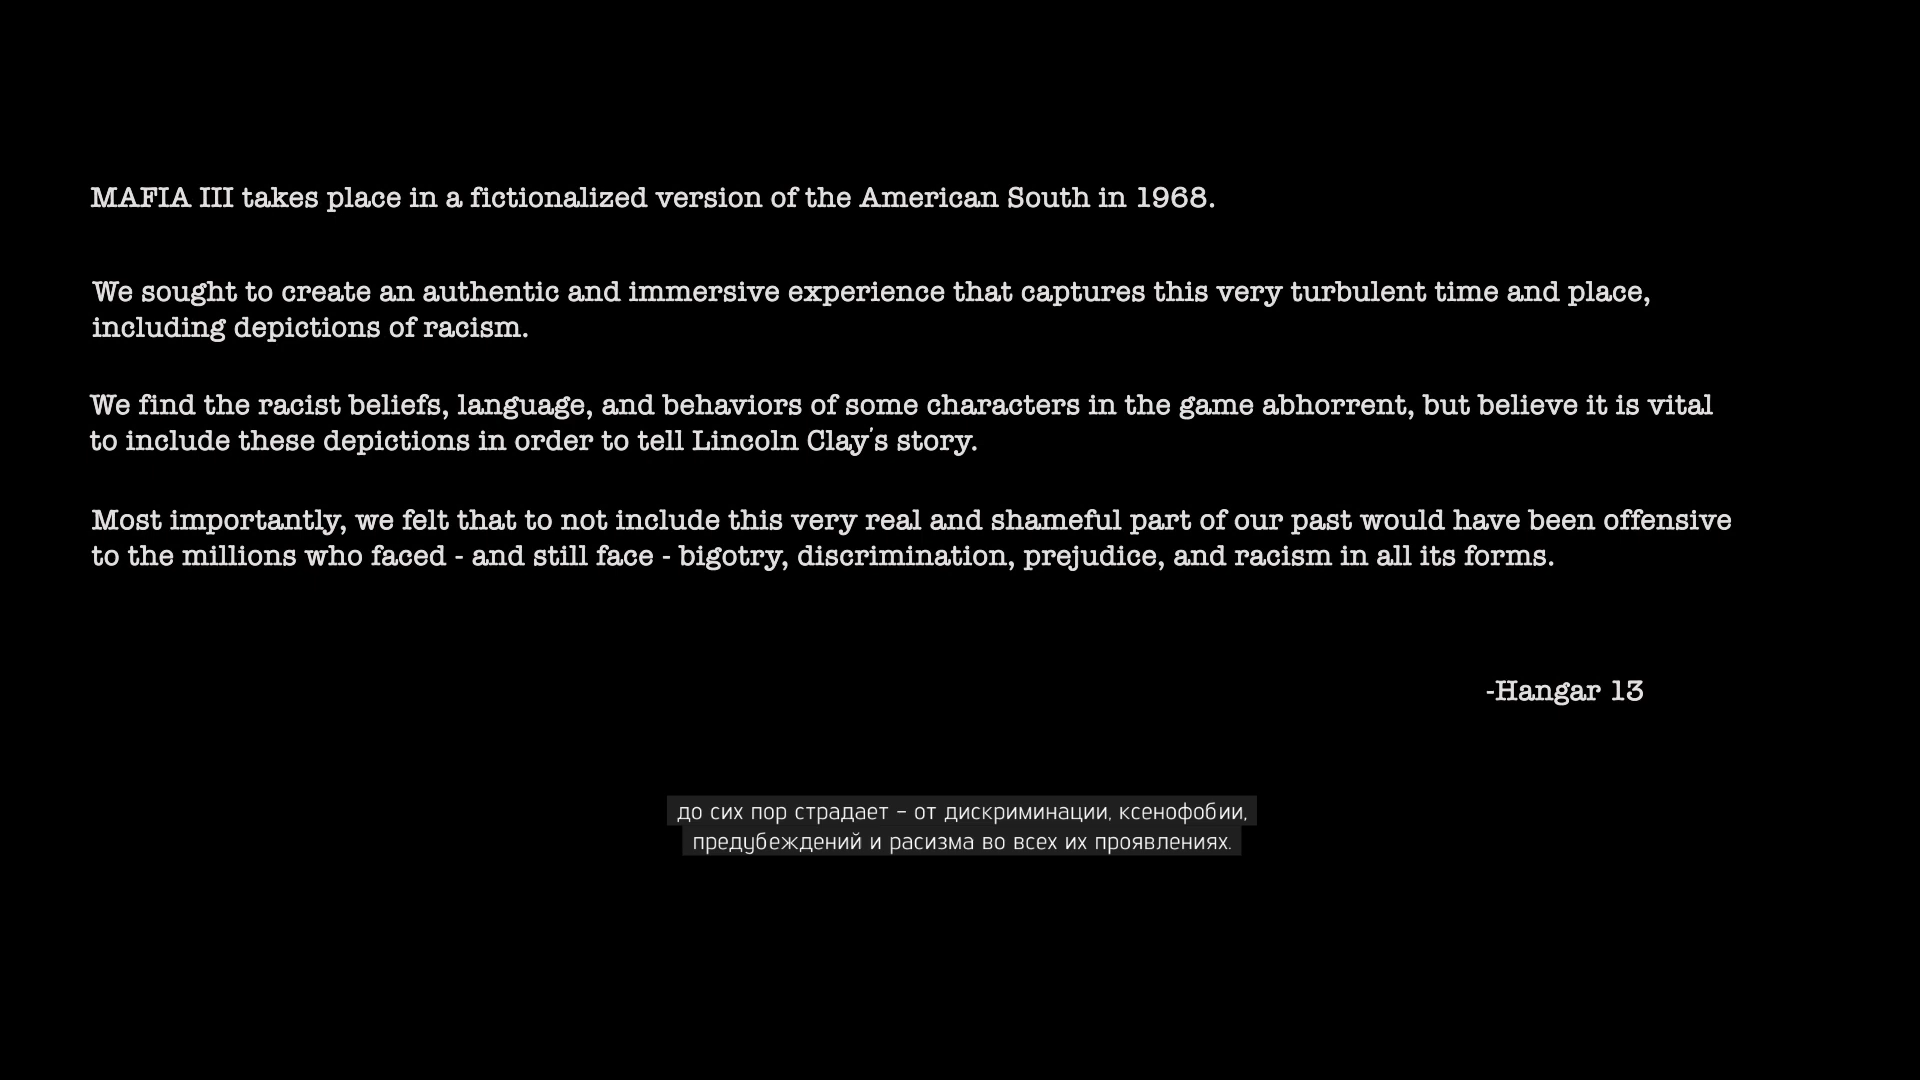 MAFIA III takes place in a fictionalized version of the American South in 1968.
We sought to create an authentic and immersive experience that captures this very turbulent time and place,
including depictions of racism.
We find the racist beliefs, language, and behaviors of some characters in the game abhorrent, but believe it is vital
to include these depictions in order to tell Lincoln Clay's story.
Most importantly, we felt that to not include this very real and shameful part of our past would have been offensive
to the millions who faced - and still face - bigotry, discrimination, prejudice, and racism in all its forms.
-Hangar 13
до сих пор страдает – от дискриминации, ксенофобии,
предубеждений и расизма во всех их проявлениях.